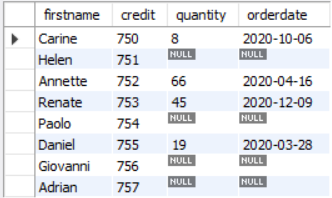 firstname credit quantity orderdate
Carine 750 8 2020-10-06
Helen 751 NULL NULL
Annette 752 66 2020-04-16
Renate 753 45 2020-12-09
Paolo 754 NULL NULL
Daniel 755 19 2020-03-28
Giovanni 756 NULL NULL
Adrian 757 NULL NULL